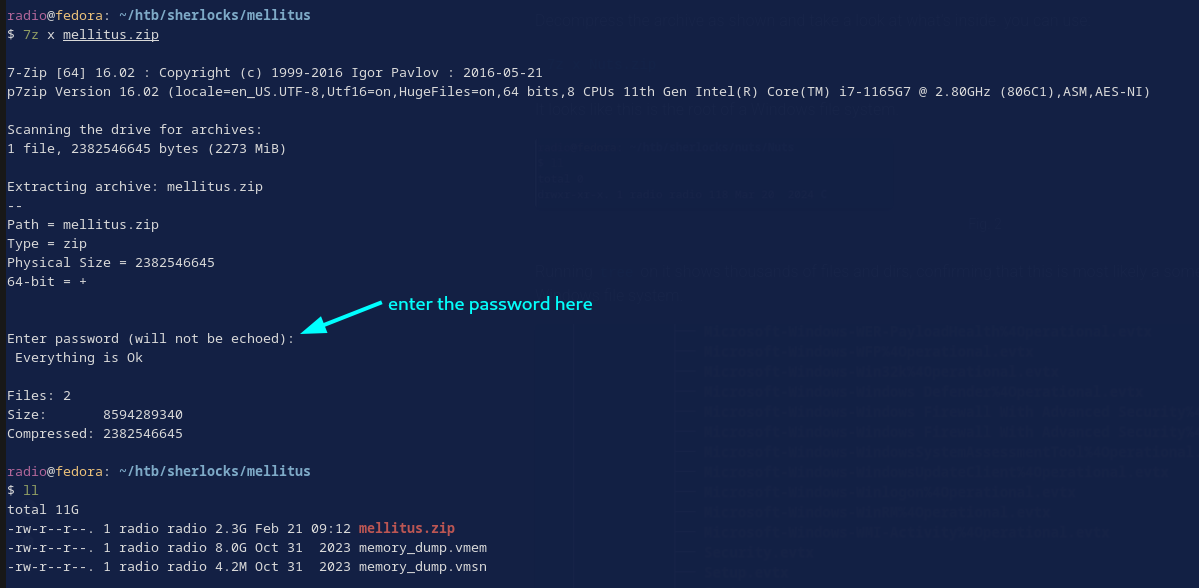 radio@fedora: ~/htb/sherlocks/mellitus
$ 7z x mellitus.zip
7-Zip [64] 16.02 : Copyright (c) 1999-2016 Igor Pavlov : 2016-05-21
p7zip Version 16.02 (locale=en_US.UTF-8,Utf16=on,HugeFiles=on,64 bits,8 CPUs 11th Gen Intel(R) Core(TM) i7-1165G7 @ 2.80GHz (806C1),ASM,AES-NI)
Scanning the drive for archives:
1 file, 2382546645 bytes (2273 MiB)
Extracting archive: mellitus.zip
--
Path = mellitus.zip
Type = zip
Physical Size = 2382546645
64-bit = +
enter the password here
Enter password (will not be echoed):
 Everything is Ok
Files: 2
Size:       8594289340
Compressed: 2382546645
radio@fedora: ~/htb/sherlocks/mellitus
$ ll
total 11G
-rw-r--r--. 1 radio radio 2.3G Feb 21 09:12 mellitus.zip
-rw-r--r--. 1 radio radio 8.0G Oct 31  2023 memory_dump.vmem
-rw-r--r--. 1 radio radio 4.2M Oct 31  2023 memory_dump.vmsn